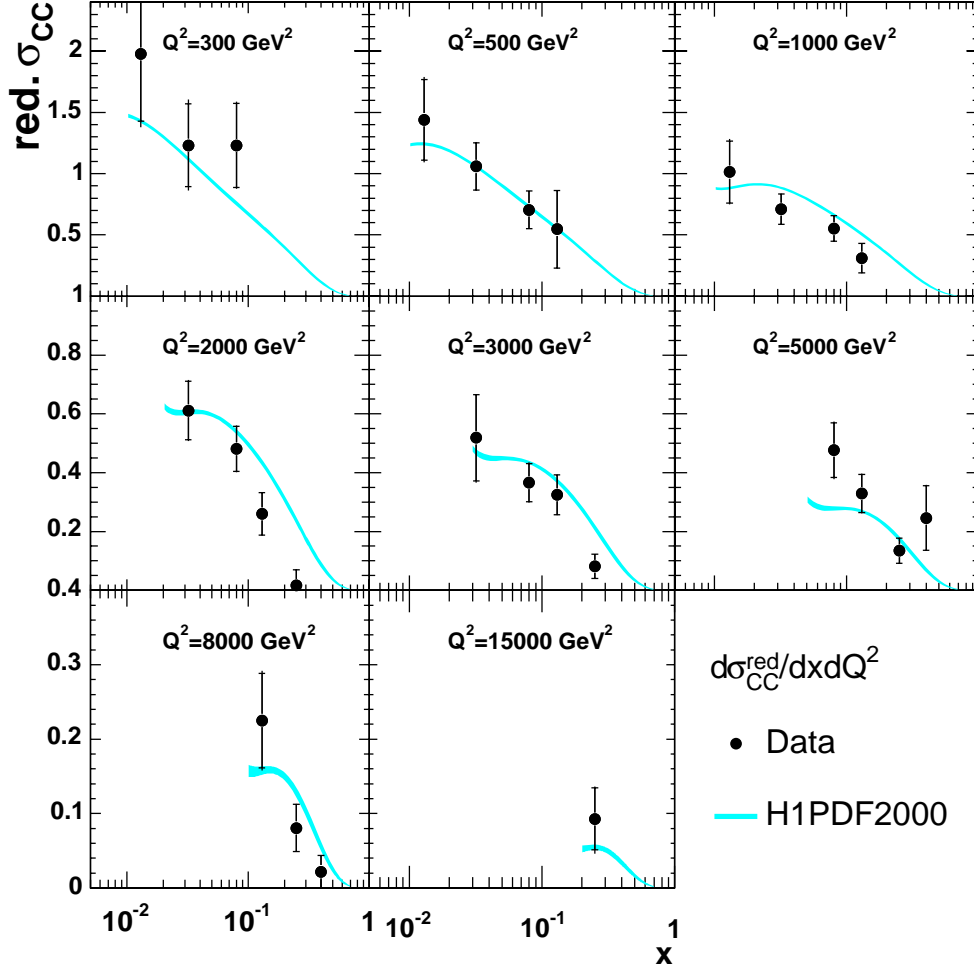 red. σCC
Q²=300 GeV²
Q²=500 GeV²
Q²=1000 GeV²
2
1.5
1
0.5
1
Q²=2000 GeV²
Q²=3000 GeV²
Q²=5000 GeV²
0.8
0.6
0.4
0.2
0.4
Q²=8000 GeV²
Q²=15000 GeV²
0.3
0.2
0.1
0
dσ_CC^red/dxdQ²
Data
H1PDF2000
10⁻² 10⁻¹ 1
10⁻² 10⁻¹ 1
x